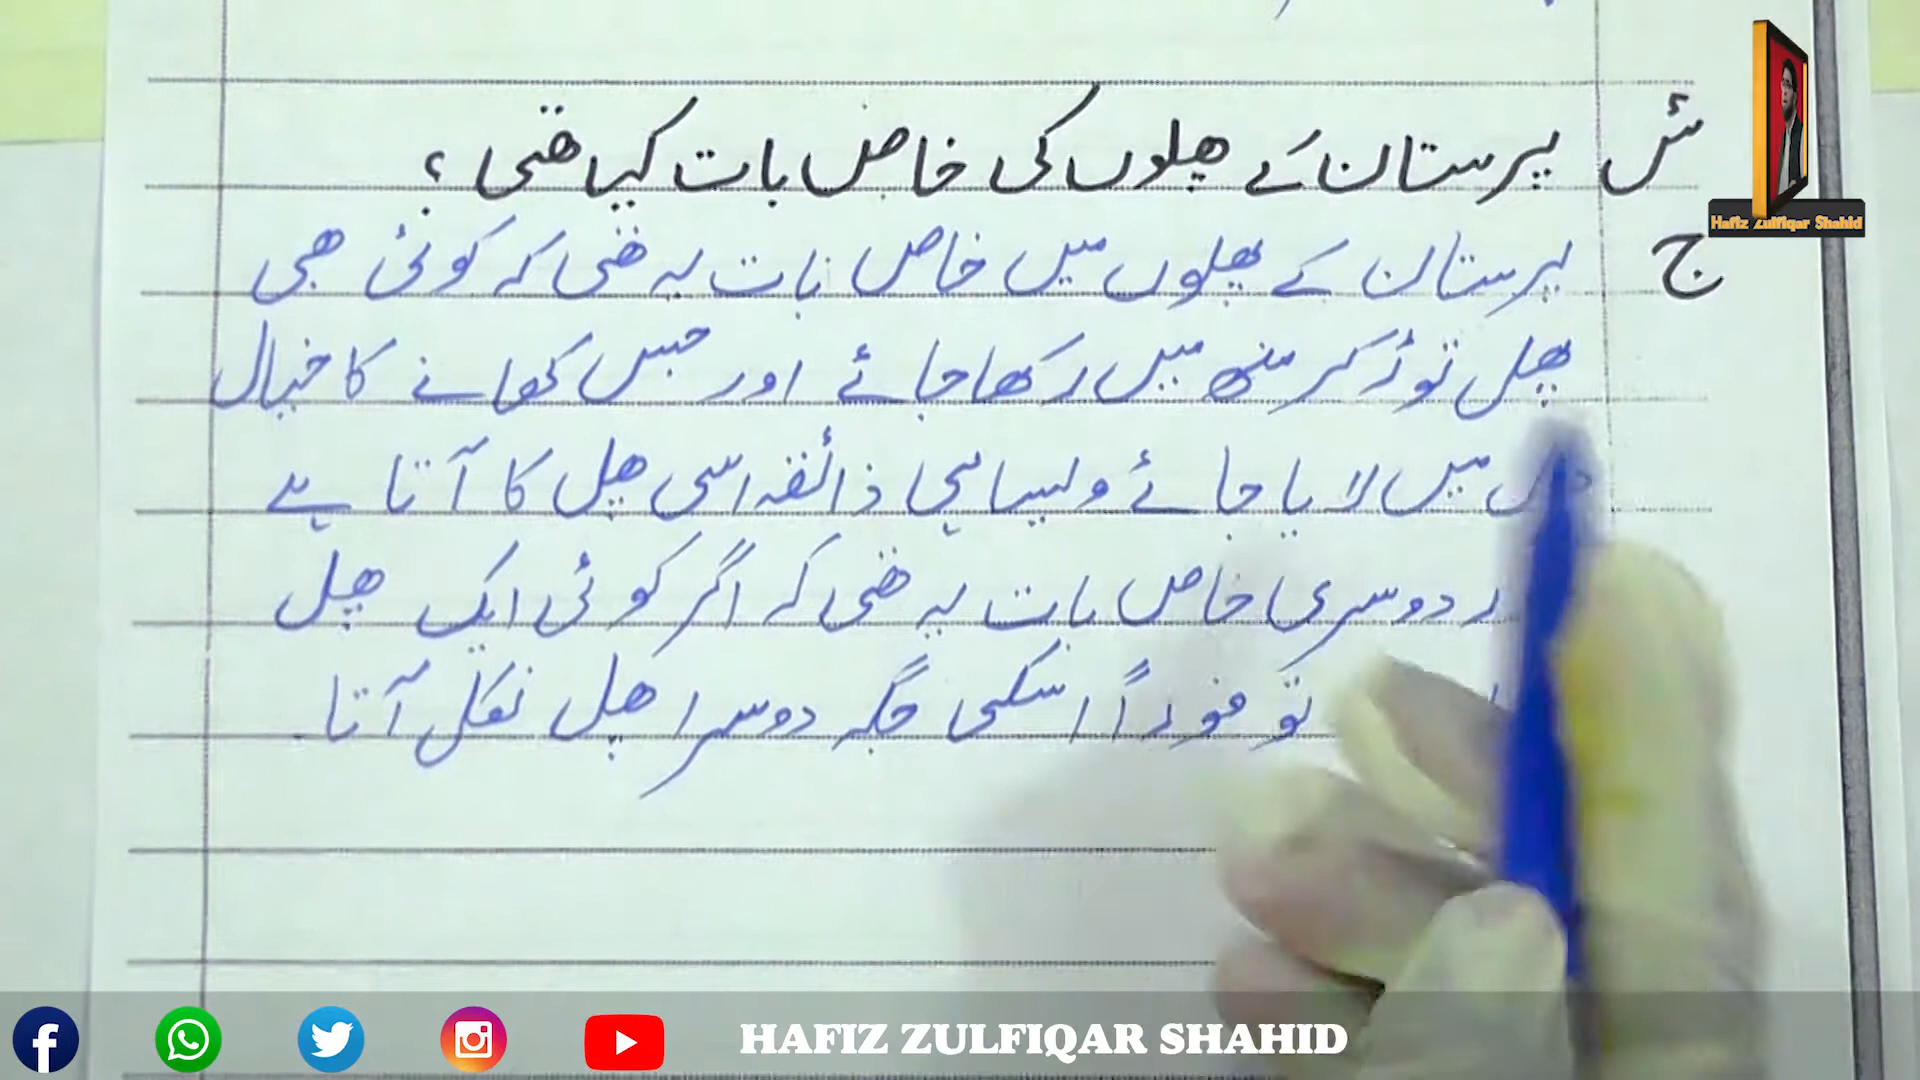 س پرستان کے پھلوں کی خاص بات کیا تھی؟
ج پرستان کے پھلوں میں خاص بات یہ تھی کہ کوئی بھی
پھل توڑ کر منھ میں رکھا جائے اور جس کھانے کا خیال
دل میں لایا جائے ویسا ہی ذائقہ اسی پھل کا آتا ہے
دوسری خاص بات یہ تھی کہ اگر کوئی ایک پھل
تو فوراً اسکی جگہ دوسرا پھل نکل آتا۔
Hafiz Zulfiqar Shahid
HAFIZ ZULFIQAR SHAHID